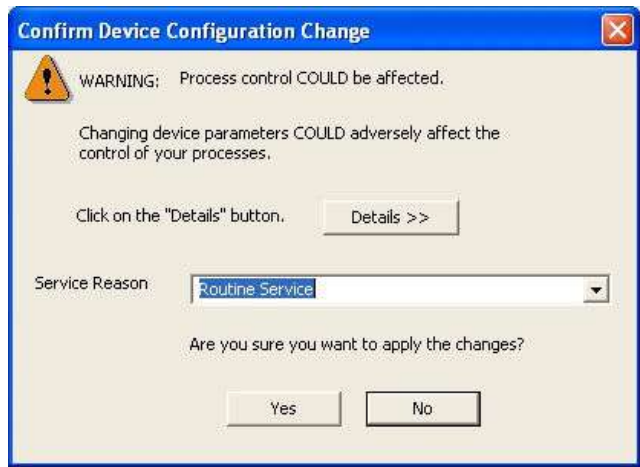 Confirm Device Configuration Change
WARNING: Process control COULD be affected.
Changing device parameters COULD adversely affect the
control of your processes.
Click on the "Details" button. Details >>
Service Reason Routine Service
Are you sure you want to apply the changes?
Yes No